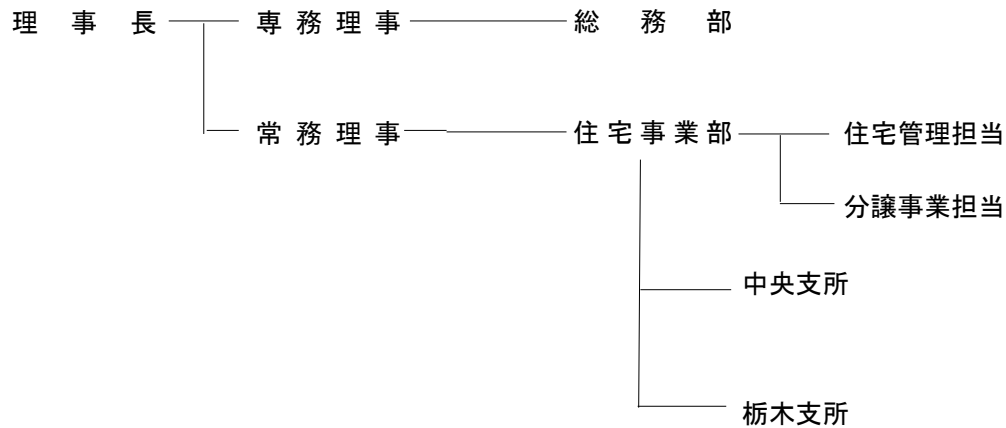 理事長 専務理事 総務部
常務理事 住宅事業部 住宅管理担当
分譲事業担当
中央支所
栃木支所